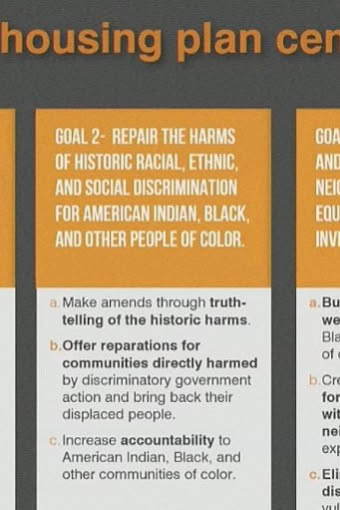 housing plan cen
GOAL 2- REPAIR THE HARMS
OF HISTORIC RACIAL, ETHNIC,
AND SOCIAL DISCRIMINATION
FOR AMERICAN INDIAN, BLACK,
AND OTHER PEOPLE OF COLOR.
a. Make amends through truth-
telling of the historic harms.
b. Offer reparations for
communities directly harmed
by discriminatory government
action and bring back their
displaced people.
c. Increase accountability to
American Indian, Black, and
other communities of color.
GOA
AND
NEI
EQU
INV
a. Bu
we
Bla
of
b. Cre
for
wit
nei
exp
c. Eli
dis
vul